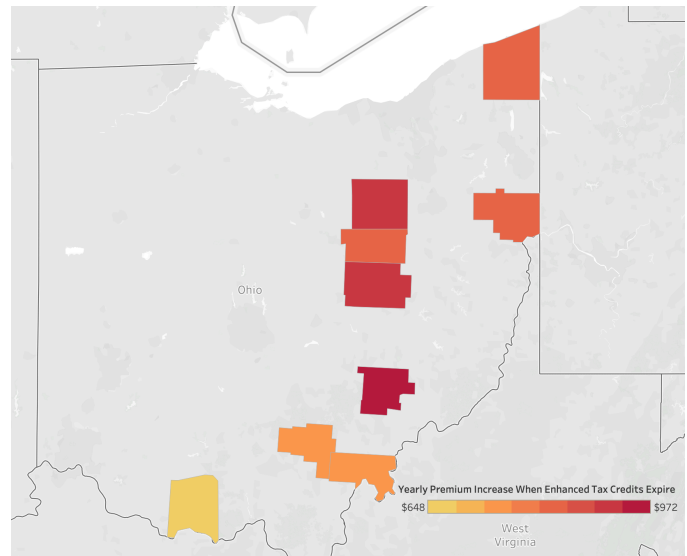 Ohio
Yearly Premium Increase When Enhanced Tax Credits Expire
$648 $972
West
Virginia